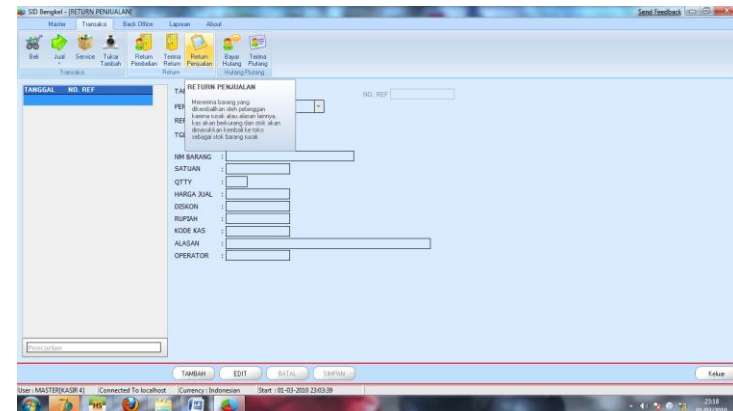 SID Bengkel - [RETURN PENJUALAN]
Send Feedback
Master Transaksi Back Office Laporan About
Beli Jual Service Tukar Tambah Return Pembelian Terima Return Return Penjualan Bayar Hutang Terima Piutang
Transaksi Return Hutang Piutang
TANGGAL NO. REF
NO. REF
RETURN PENJUALAN
Menerima barang yang
dikembalikan oleh pelanggan
karena rusak atau alasan lainnya,
kas akan berkurang dan stok akan
dimasukkan kembali ke toko
sebagai stok barang rusak
NM BARANG :
SATUAN :
QTTY :
HARGA JUAL :
DISKON :
RUPIAH :
KODE KAS :
ALASAN :
OPERATOR :
Pencarian
TAMBAH EDIT BATAL SIMPAN Keluar
User : MASTER[KASIR 4] Connected To localhost Currency : Indonesian Start : 01-03-2010 23:03:39
23:18
01/03/2010